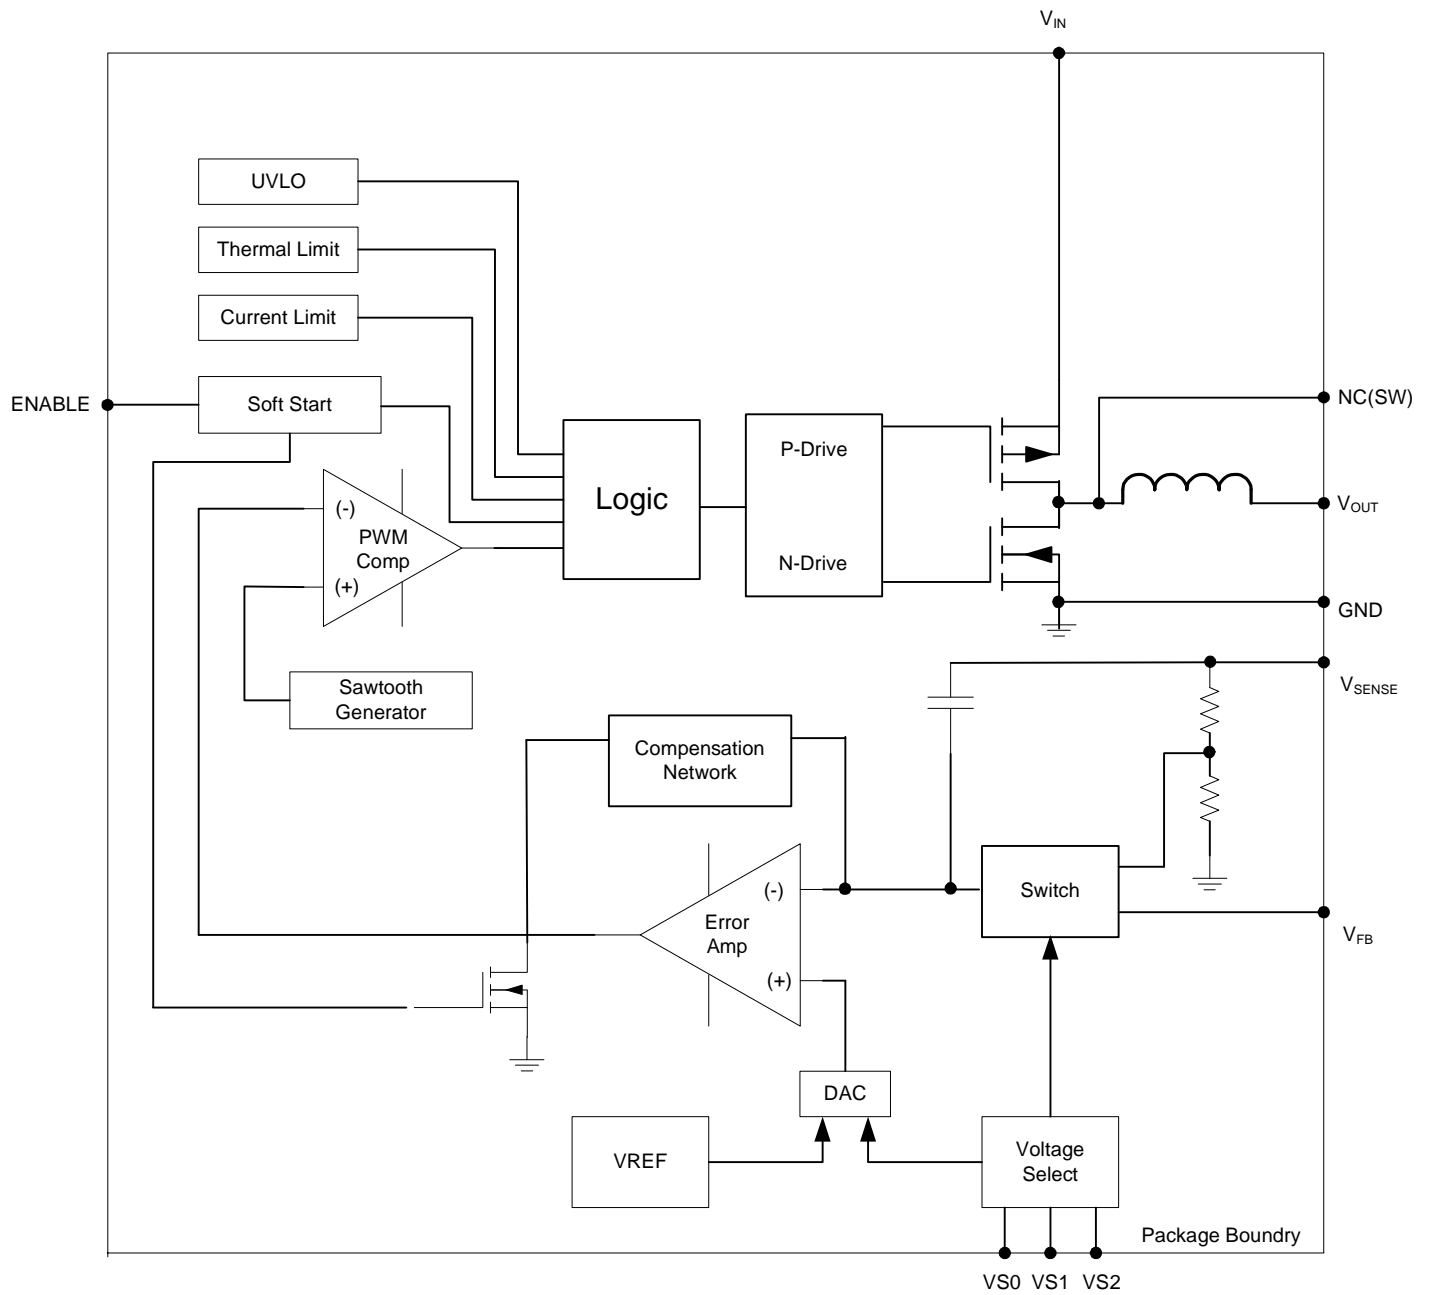 VIN
UVLO
Thermal Limit
Current Limit
ENABLE
Soft Start
NC(SW)
P-Drive
Logic
VOUT
(-)
PWM
Comp
(+)
N-Drive
GND
Sawtooth
Generator
VSENSE
Compensation
Network
Switch
(-)
Error
Amp
(+)
VFB
DAC
VREF
Voltage
Select
Package Boundry
VS0 VS1 VS2